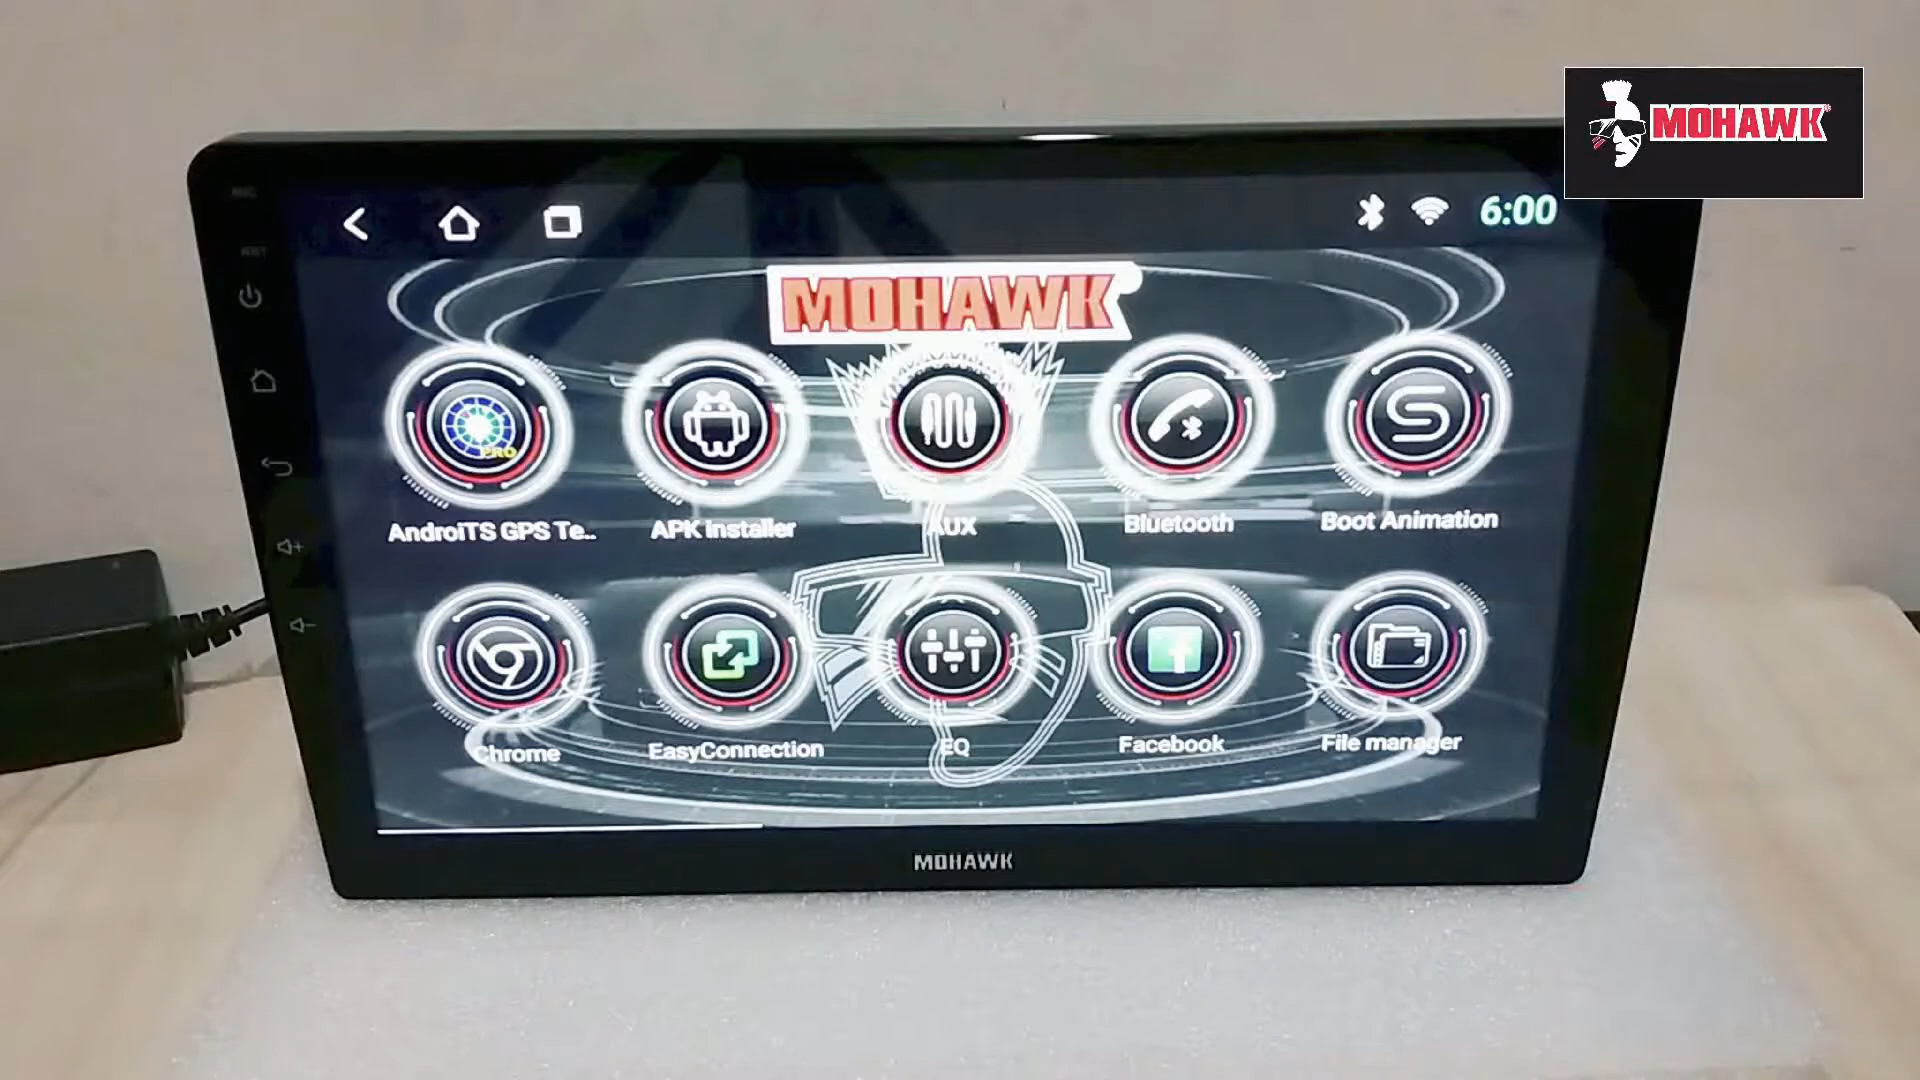 MOHAWK
6:00
MOHAWK
PRO
AndroiTS GPS Te..
APK Installer
AUX
Bluetooth
Boot Animation
Chrome
EasyConnection
EQ
Facebook
File manager
MOHAWK